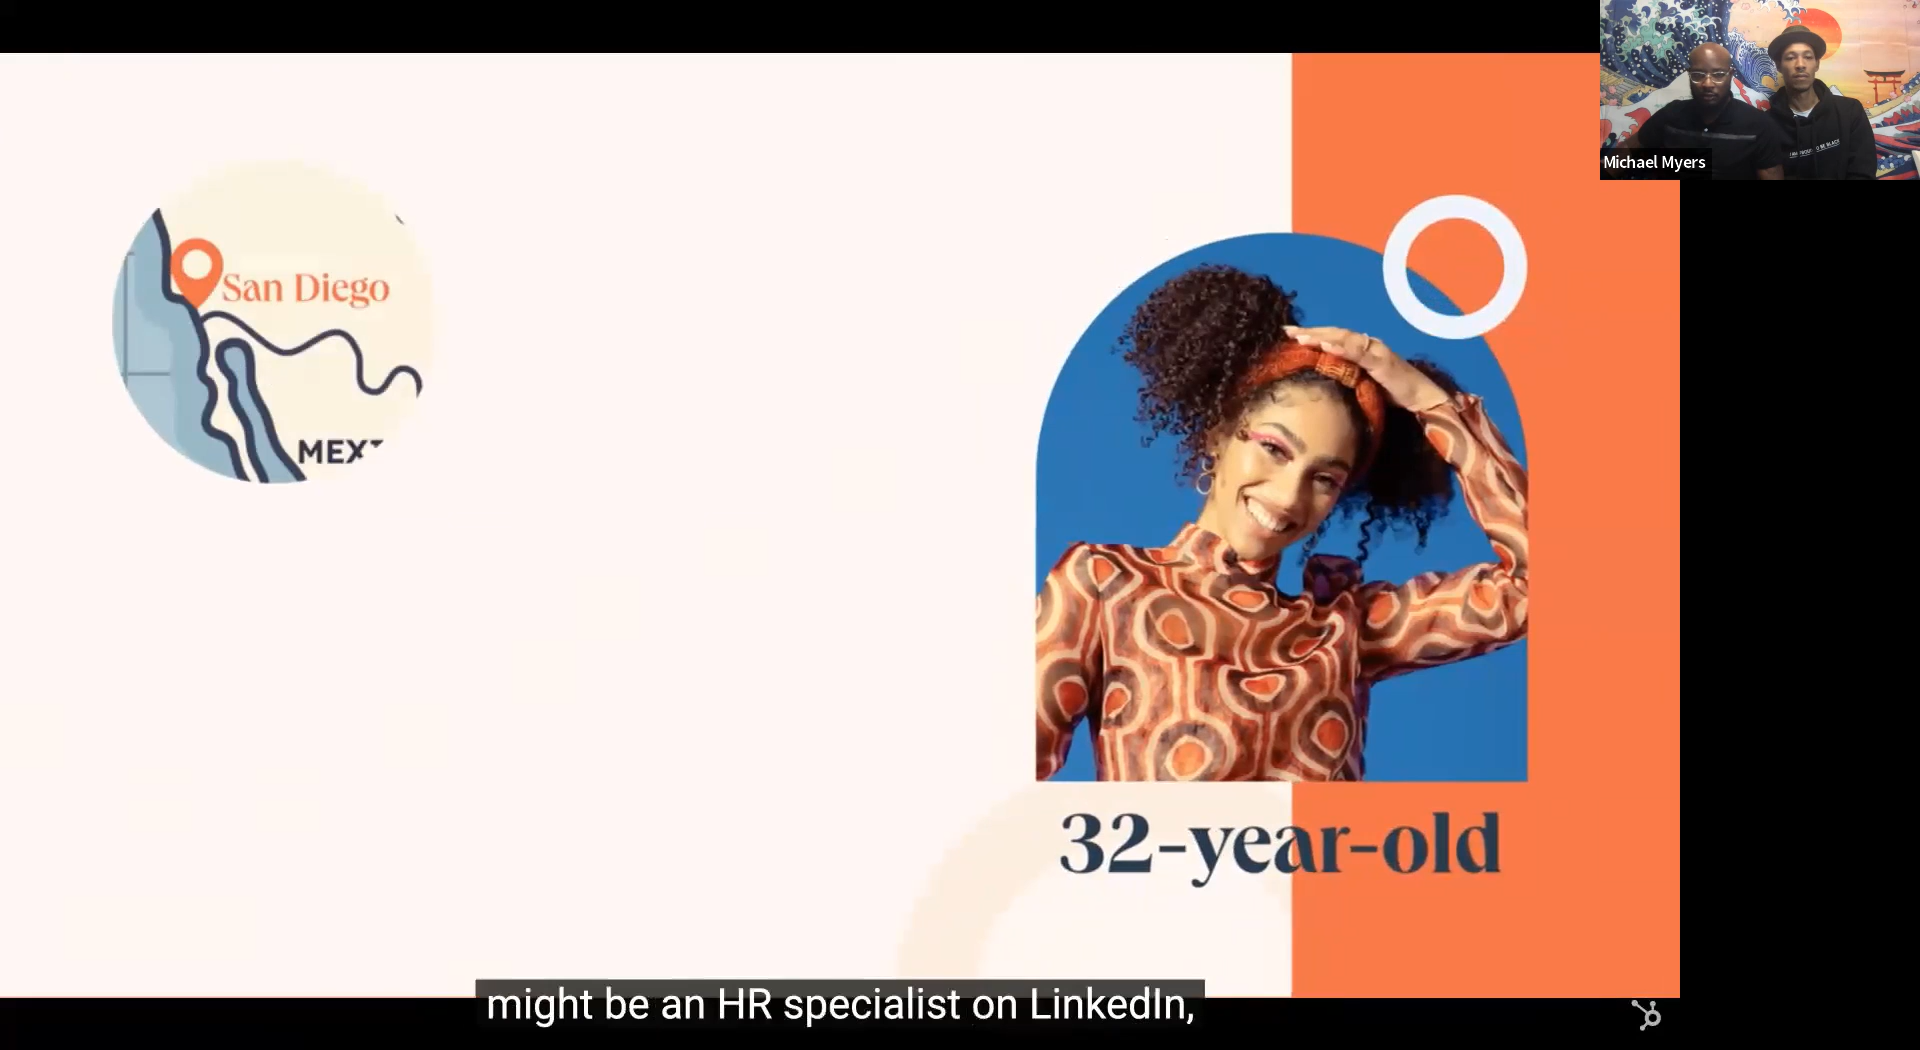 Michael Myers
San Diego
MEX
32-year-old
might be an HR specialist on LinkedIn,